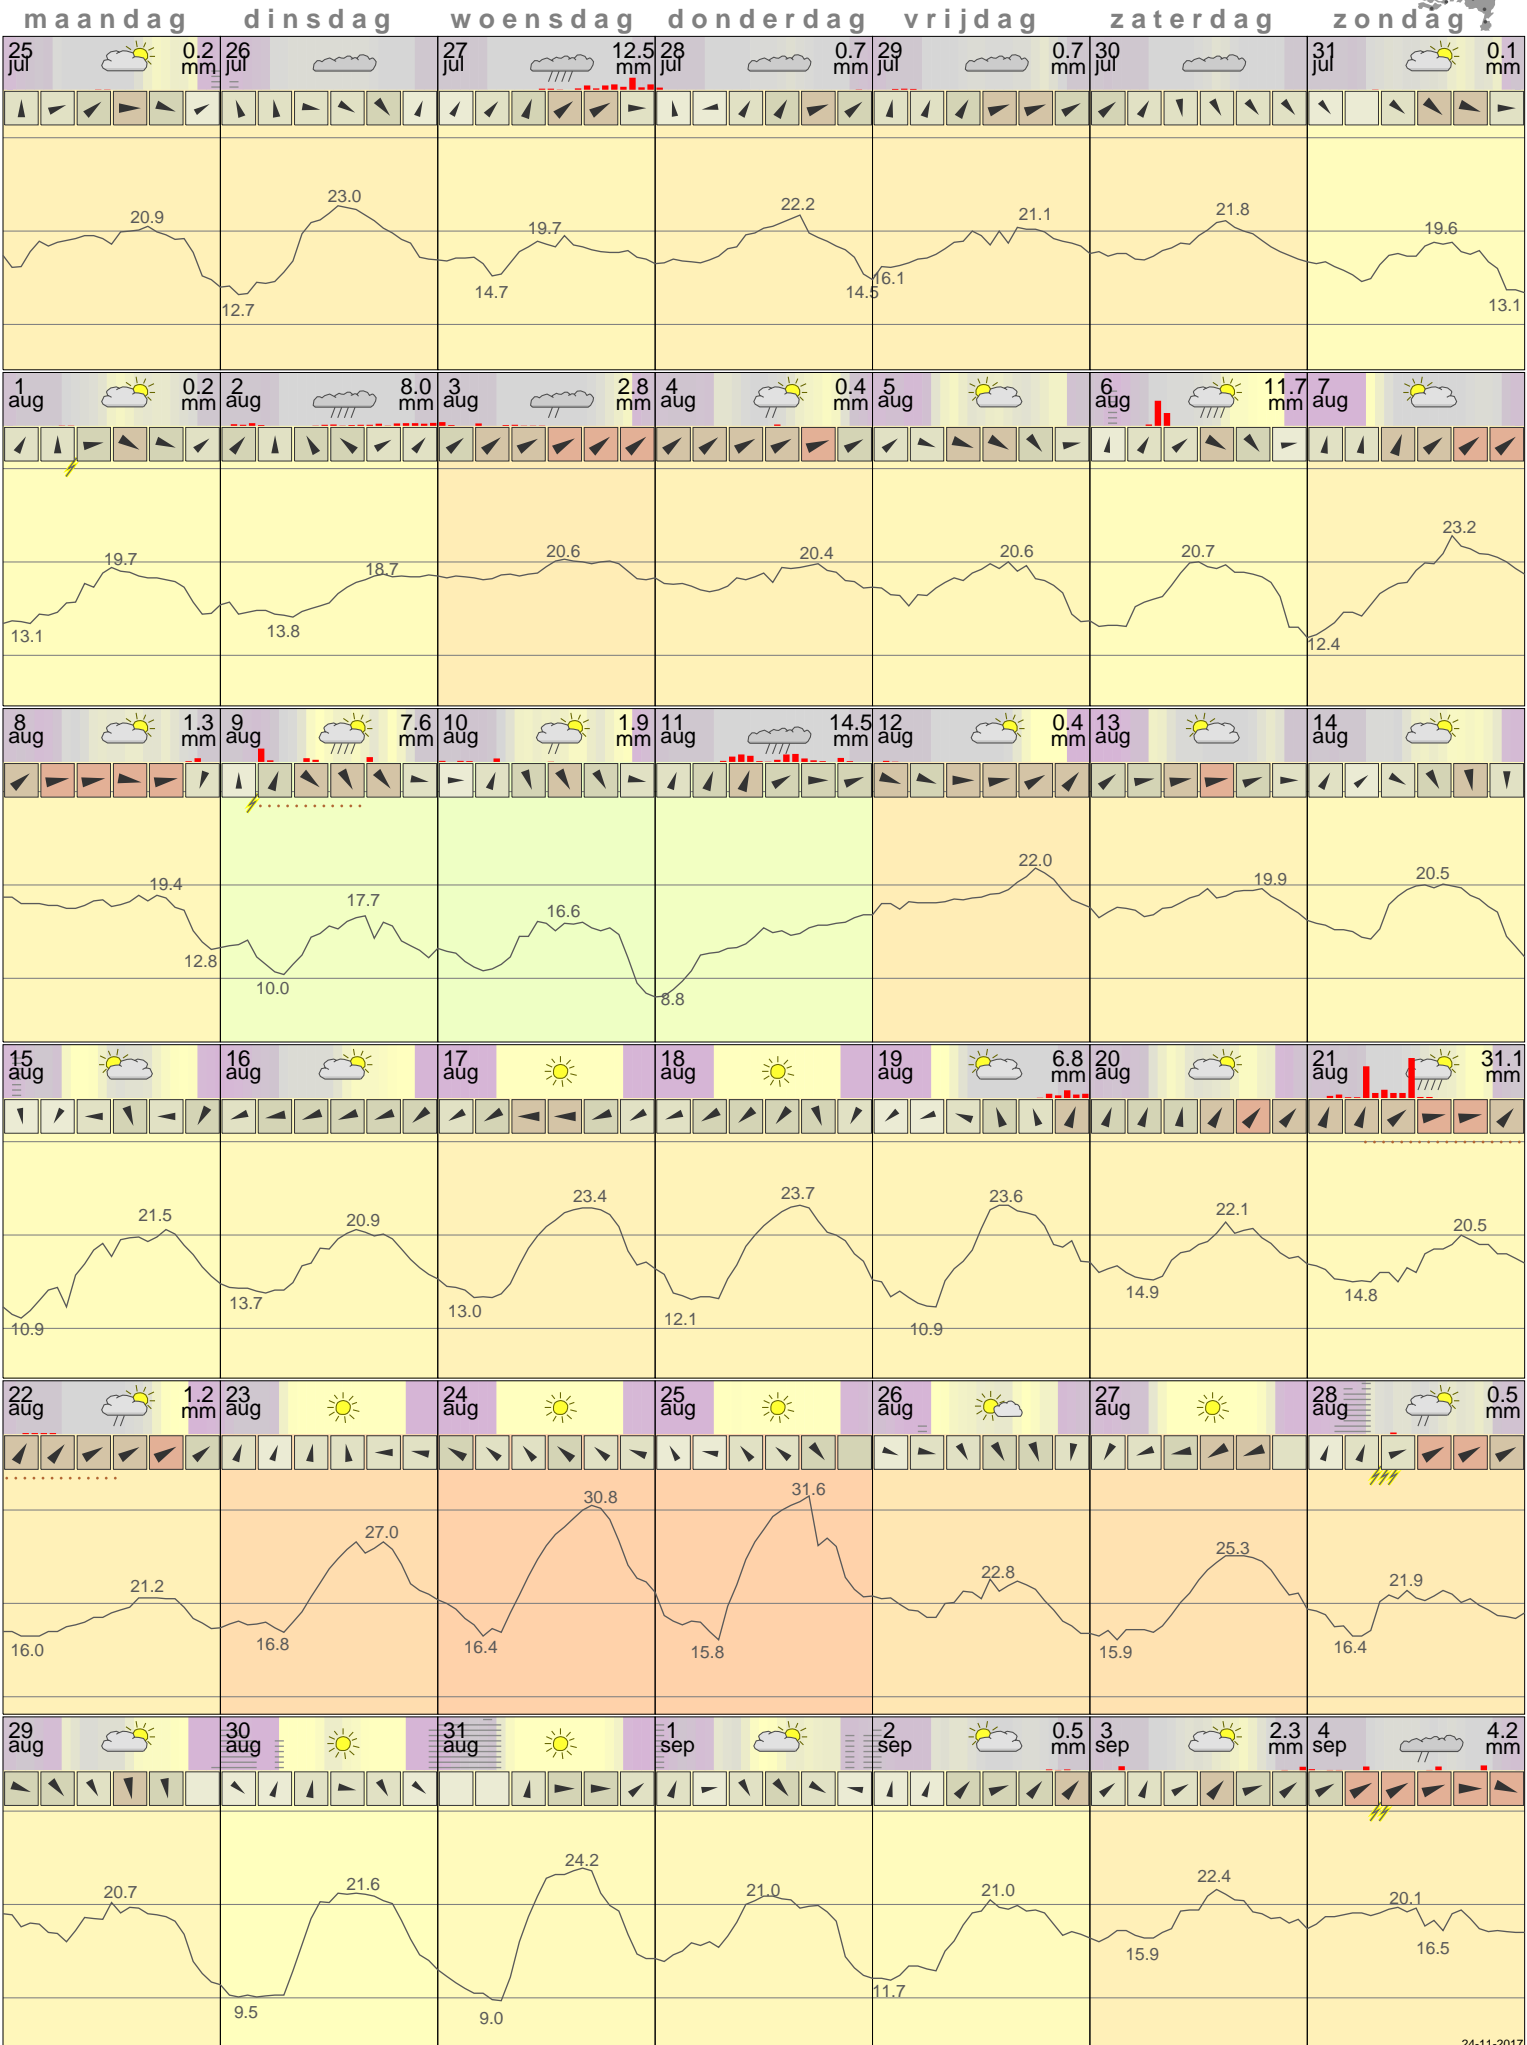 maandag dinsdag woensdag donderdag vrijdag zaterdag zondag
25 0.2 26 27 12.5 28 0.7 29 0.7 30 31 0.1
jul mm jul jul mm jul mm jul mm jul jul mm
23.0
20.9 19.7 22.2 21.1 21.8 19.6
12.7 14.7 14.5 16.1 13.1
1 0.2 2 8.0 3 2.8 4 0.4 5 6 11.7 7
aug mm aug mm aug mm aug mm aug aug mm aug
19.7 18.7 20.6 20.4 20.6 20.7 23.2
13.1 13.8 12.4
8 1.3 9 7.6 10 1.9 11 14.5 12 0.4 13 14
aug mm aug mm aug mm aug mm aug mm aug aug
19.4 17.7 16.6 22.0 19.9 20.5
12.8 10.0 8.8
15 16 17 18 19 6.8 20 21 31.1
aug aug aug aug aug mm aug aug mm
21.5 20.9 23.4 23.7 23.6 22.1 20.5
10.9 13.7 13.0 12.1 10.9 14.9 14.8
22 1.2 23 24 25 26 27 28 0.5
aug mm aug aug aug aug aug aug mm
21.2 27.0 30.8 31.6 22.8 25.3 21.9
16.0 16.8 16.4 15.8 15.9 16.4
29 30 31 1 2 0.5 3 2.3 4 4.2
aug aug aug sep sep mm sep mm sep mm
20.7 21.6 24.2 21.0 21.0 22.4 20.1
9.5 9.0 11.7 15.9 16.5
24-11-2017